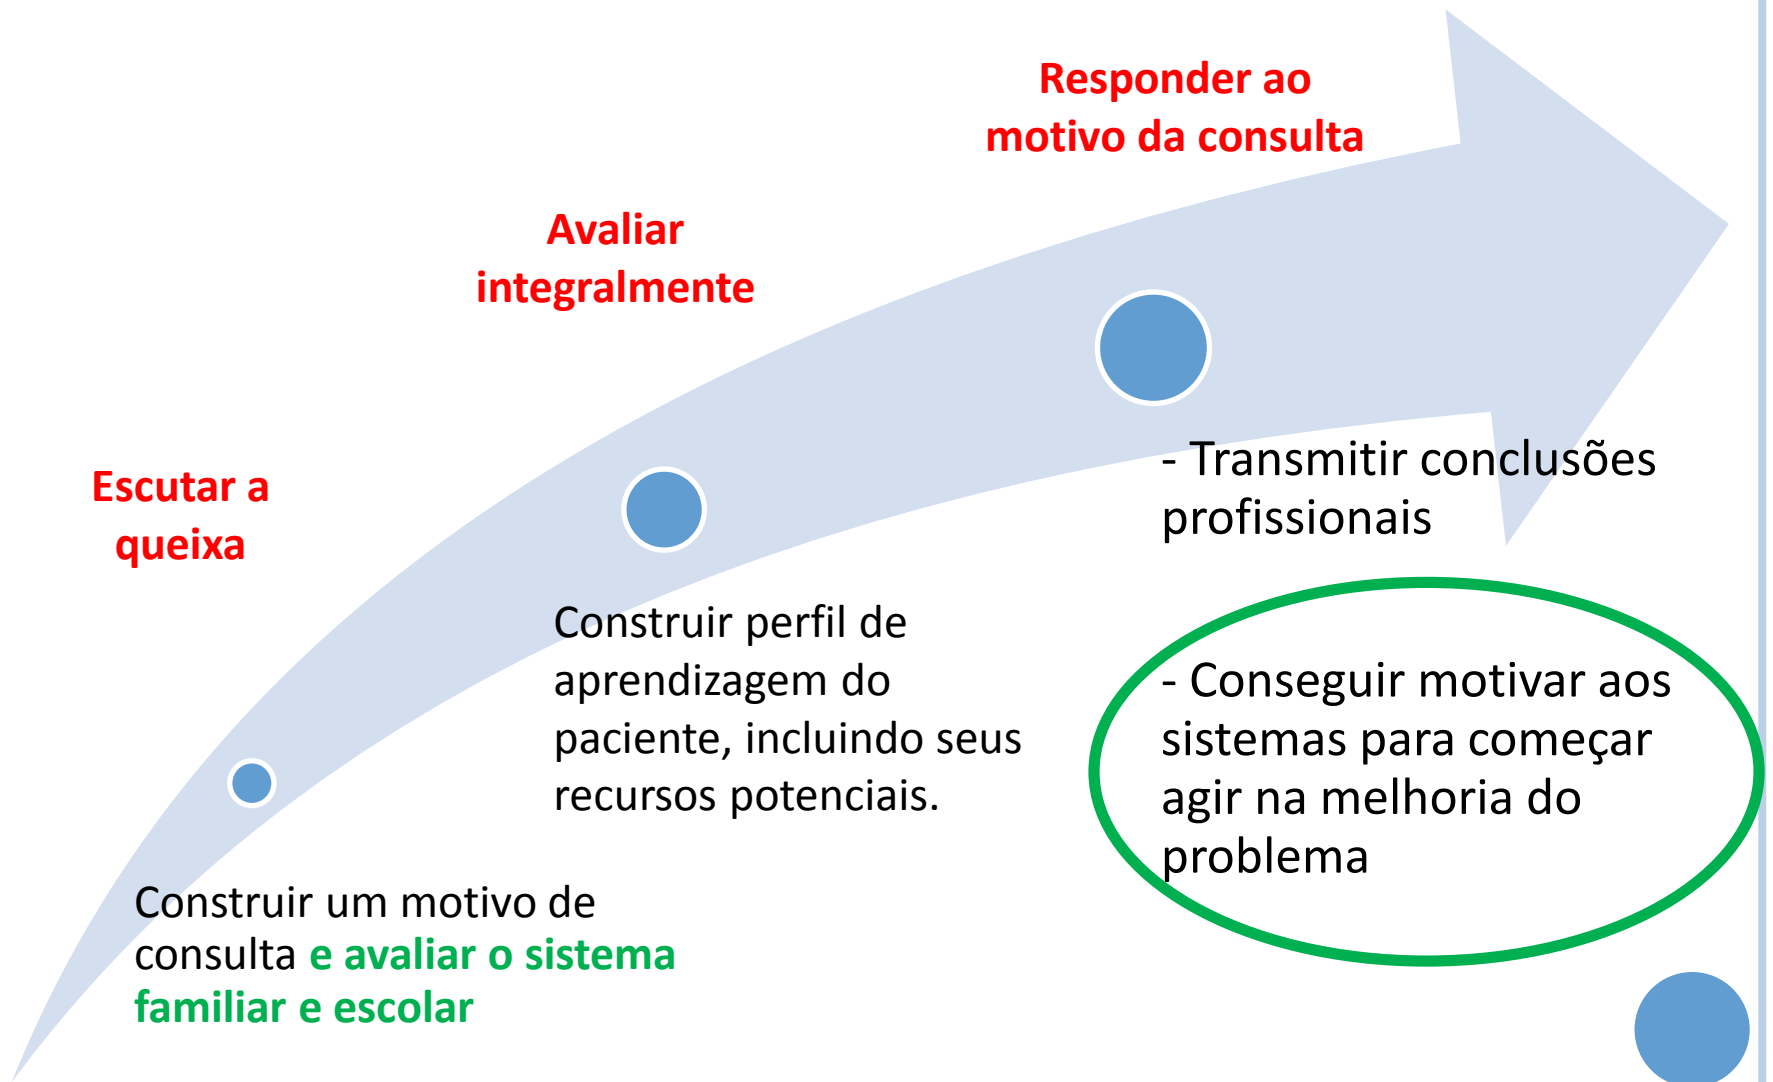 Escutar a
queixa
Construir um motivo de
consulta e avaliar o sistema
familiar e escolar
Avaliar
integralmente
Construir perfil de
aprendizagem do
paciente, incluindo seus
recursos potenciais.
Responder ao
motivo da consulta
- Transmitir conclusões
profissionais
- Conseguir motivar aos
sistemas para começar
agir na melhoria do
problema